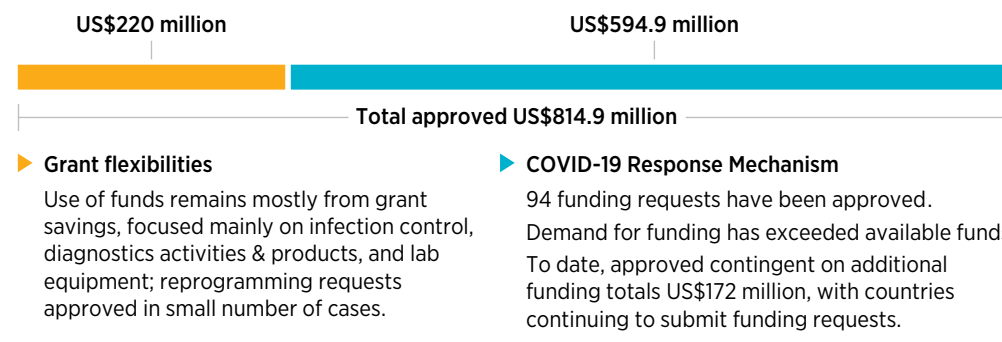 US$220 million
US$594.9 million
Total approved US$814.9 million
Grant flexibilities
Use of funds remains mostly from grant
savings, focused mainly on infection control,
diagnostics activities & products, and lab
equipment; reprogramming requests
approved in small number of cases.
COVID-19 Response Mechanism
94 funding requests have been approved.
Demand for funding has exceeded available fund
To date, approved contingent on additional
funding totals US$172 million, with countries
continuing to submit funding requests.